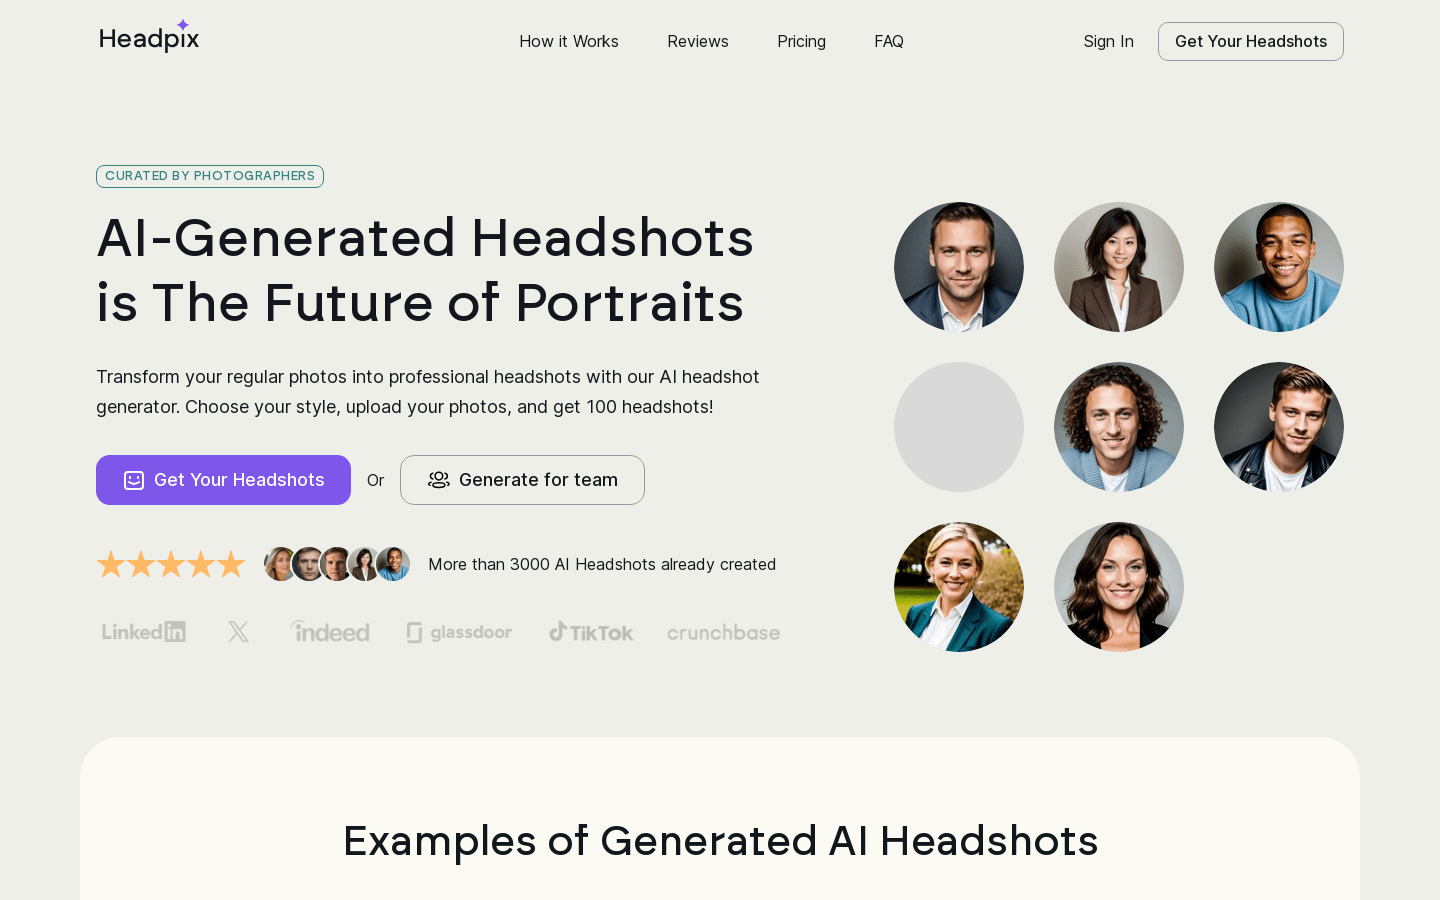 Headpix
How it Works
Reviews
Pricing
FAQ
Sign In
Get Your Headshots
CURATED BY PHOTOGRAPHERS
AI-Generated Headshots
is The Future of Portraits
Transform your regular photos into professional headshots with our AI headshot
generator. Choose your style, upload your photos, and get 100 headshots!
Get Your Headshots
Or
Generate for team
More than 3000 AI Headshots already created
Linkedin
X
indeed
glassdoor
TikTok
crunchbase
Examples of Generated AI Headshots